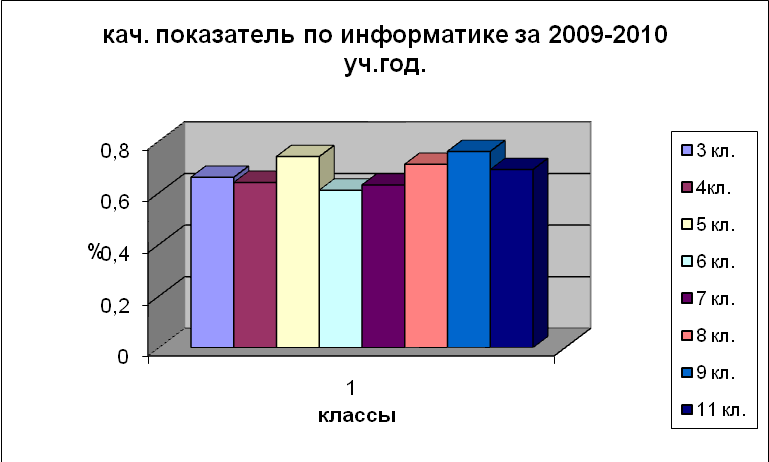 кач. показатель по информатике за 2009-2010
уч.год.
0,8
0,6
0,4
0,2
0
%
1
классы
3 кл.
4кл.
5 кл.
6 кл.
7 кл.
8 кл.
9 кл.
11 кл.